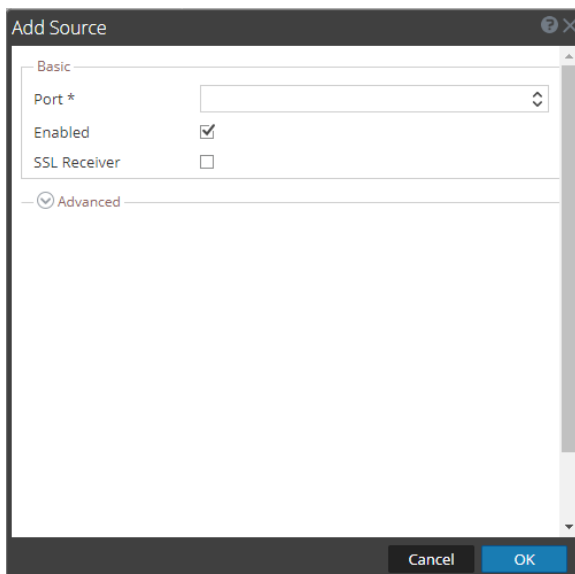 Add Source
Basic
Port *
Enabled
SSL Receiver
Advanced
Cancel OK